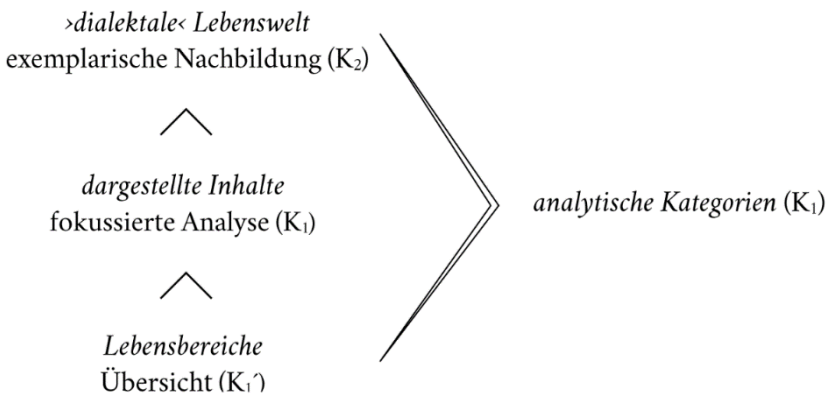 ›dialektale‹ Lebenswelt
exemplarische Nachbildung (K₂)
dargestellte Inhalte
fokussierte Analyse (K₁)
analytische Kategorien (K₁)
Lebensbereiche
Übersicht (K₁´)